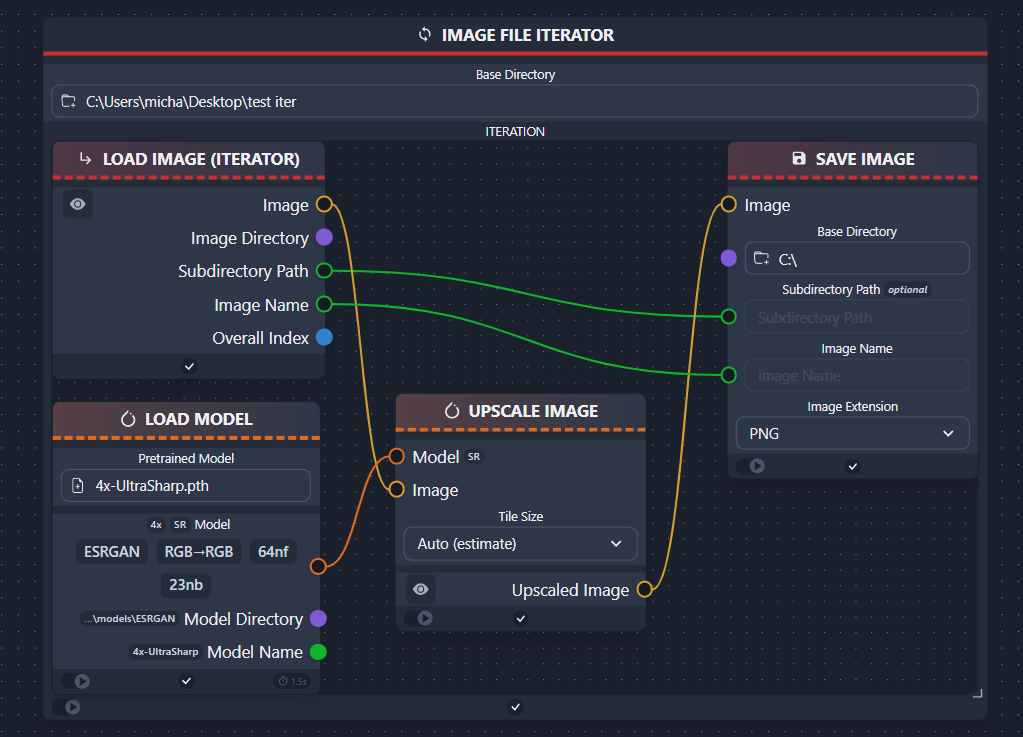 IMAGE FILE ITERATOR
Base Directory
C:\Users\micha\Desktop\test iter
ITERATION
LOAD IMAGE (ITERATOR)
Image
Image Directory
Subdirectory Path
Image Name
Overall Index
LOAD MODEL
Pretrained Model
4x-UltraSharp.pth
4x SR Model
ESRGAN RGB→RGB 64nf
23nb
...\models\ESRGAN Model Directory
4x-UltraSharp Model Name
1.5s
UPSCALE IMAGE
Model SR
Image
Tile Size
Auto (estimate)
Upscaled Image
SAVE IMAGE
Image
Base Directory
C:\
Subdirectory Path optional
Subdirectory Path
Image Name
Image Name
Image Extension
PNG